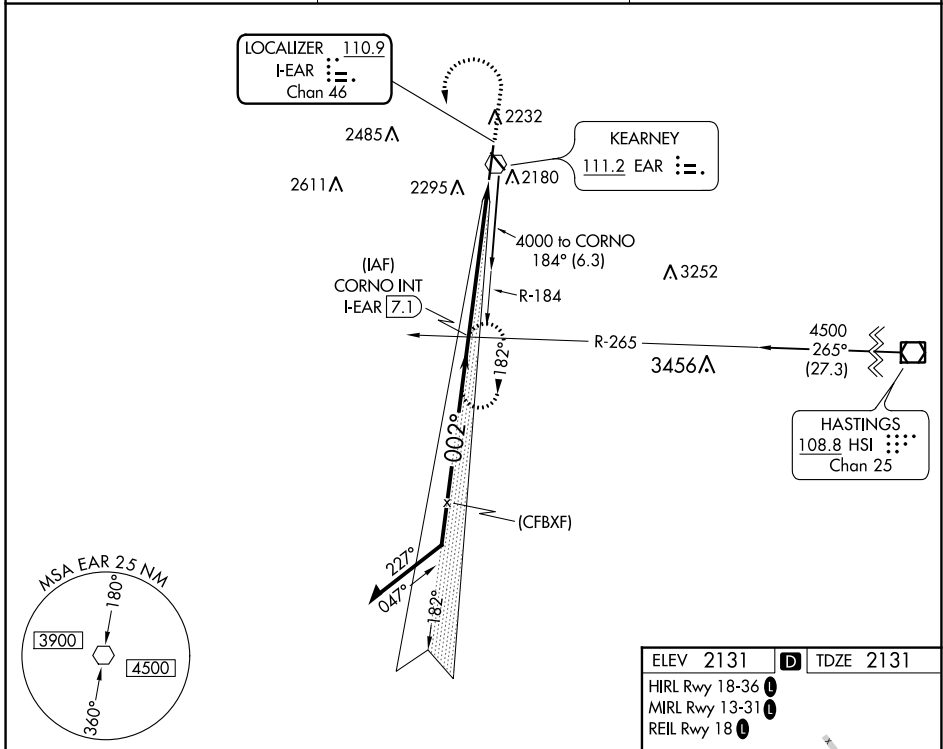 LOCALIZER 110.9
I-EAR
Chan 46
2232
2485
KEARNEY
111.2 EAR
2611
2295
2180
4000 to CORNO
184° (6.3)
(IAF)
CORNO INT
I-EAR 7.1
3252
R-184
R-265
4500
265°
(27.3)
3456
182°
HASTINGS
108.8 HSI
Chan 25
002°
(CFBXF)
227°
047°
182°
MSA EAR 25 NM
180°
3900
4500
360°
ELEV 2131 D TDZE 2131
HIRL Rwy 18-36 L
MIRL Rwy 13-31 L
REIL Rwy 18 L